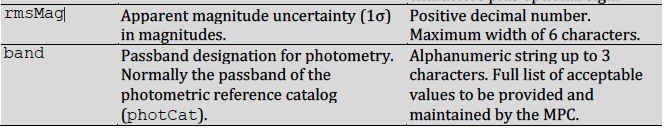 rmsMag Apparent magnitude uncertainty (1σ) Positive decimal number.
in magnitudes. Maximum width of 6 characters.
band Passband designation for photometry. Alphanumeric string up to 3
Normally the passband of the characters. Full list of acceptable
photometric reference catalog values to be provided and
(photCat). maintained by the MPC.